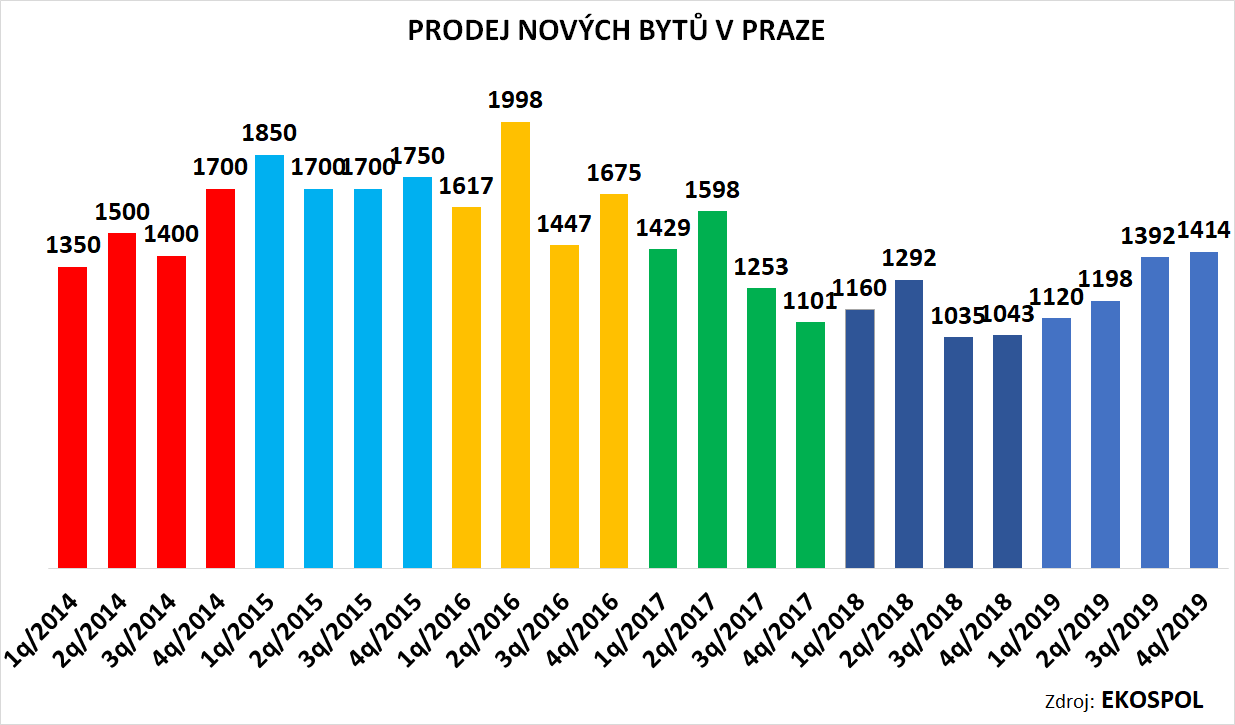 PRODEJ NOVÝCH BYTŮ V PRAZE
1350
1500
1400
1700
1850
1700
1700
1750
1617
1998
1447
1675
1429
1598
1253
1101
1160
1292
1035
1043
1120
1198
1392
1414
1q/2014
2q/2014
3q/2014
4q/2014
1q/2015
2q/2015
3q/2015
4q/2015
1q/2016
2q/2016
3q/2016
4q/2016
1q/2017
2q/2017
3q/2017
4q/2017
1q/2018
2q/2018
3q/2018
4q/2018
1q/2019
2q/2019
3q/2019
4q/2019
Zdroj: EKOSPOL